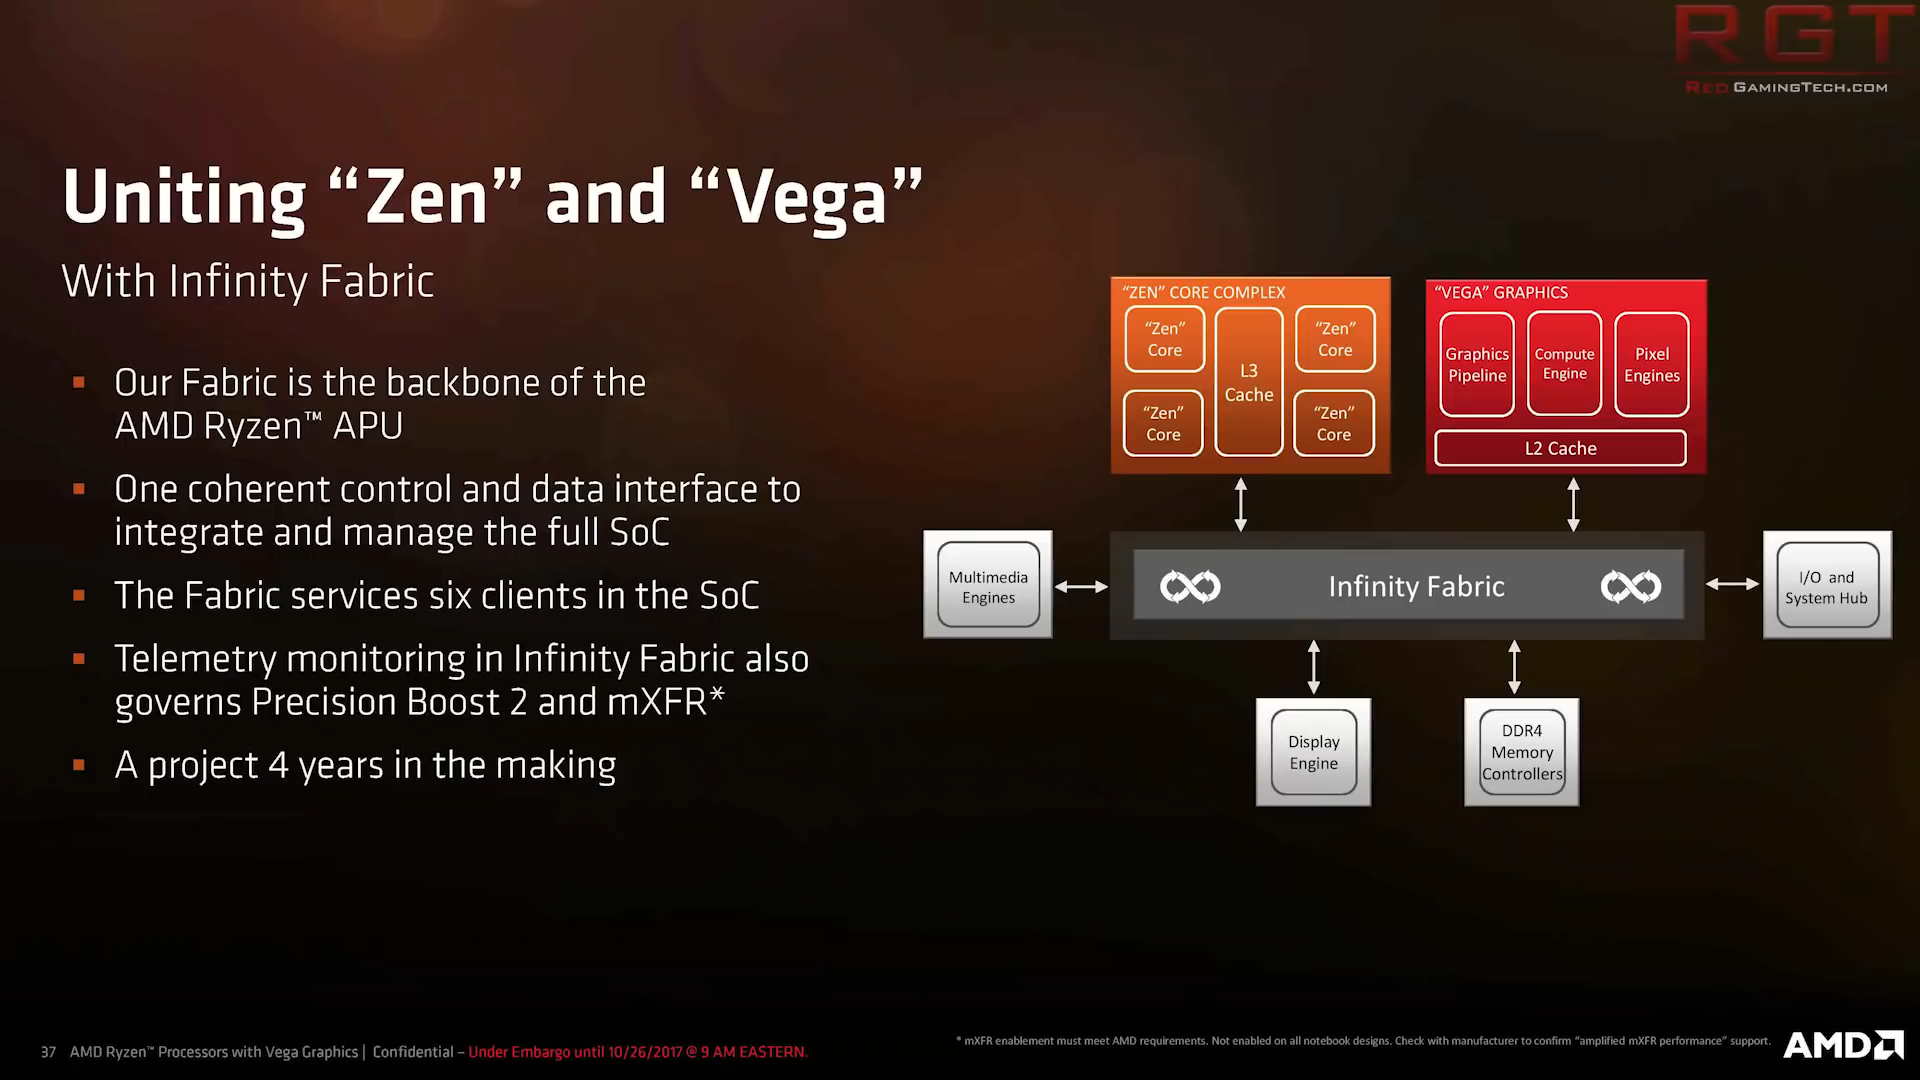 RGT
RedGamingTech.com
Uniting “Zen” and “Vega”
With Infinity Fabric
▪ Our Fabric is the backbone of the
AMD Ryzen™ APU
▪ One coherent control and data interface to
integrate and manage the full SoC
▪ The Fabric services six clients in the SoC
▪ Telemetry monitoring in Infinity Fabric also
governs Precision Boost 2 and mXFR*
▪ A project 4 years in the making
“ZEN” CORE COMPLEX
“Zen”
Core
“Zen”
Core
L3
Cache
“Zen”
Core
“Zen”
Core
“VEGA” GRAPHICS
Graphics
Pipeline
Compute
Engine
Pixel
Engines
L2 Cache
Multimedia
Engines
Infinity Fabric
I/O and
System Hub
Display
Engine
DDR4
Memory
Controllers
37 AMD Ryzen™ Processors with Vega Graphics | Confidential – Under Embargo until 10/26/2017 @ 9 AM EASTERN.
* mXFR enablement must meet AMD requirements. Not enabled on all notebook designs. Check with manufacturer to confirm “amplified mXFR performance” support.
AMD